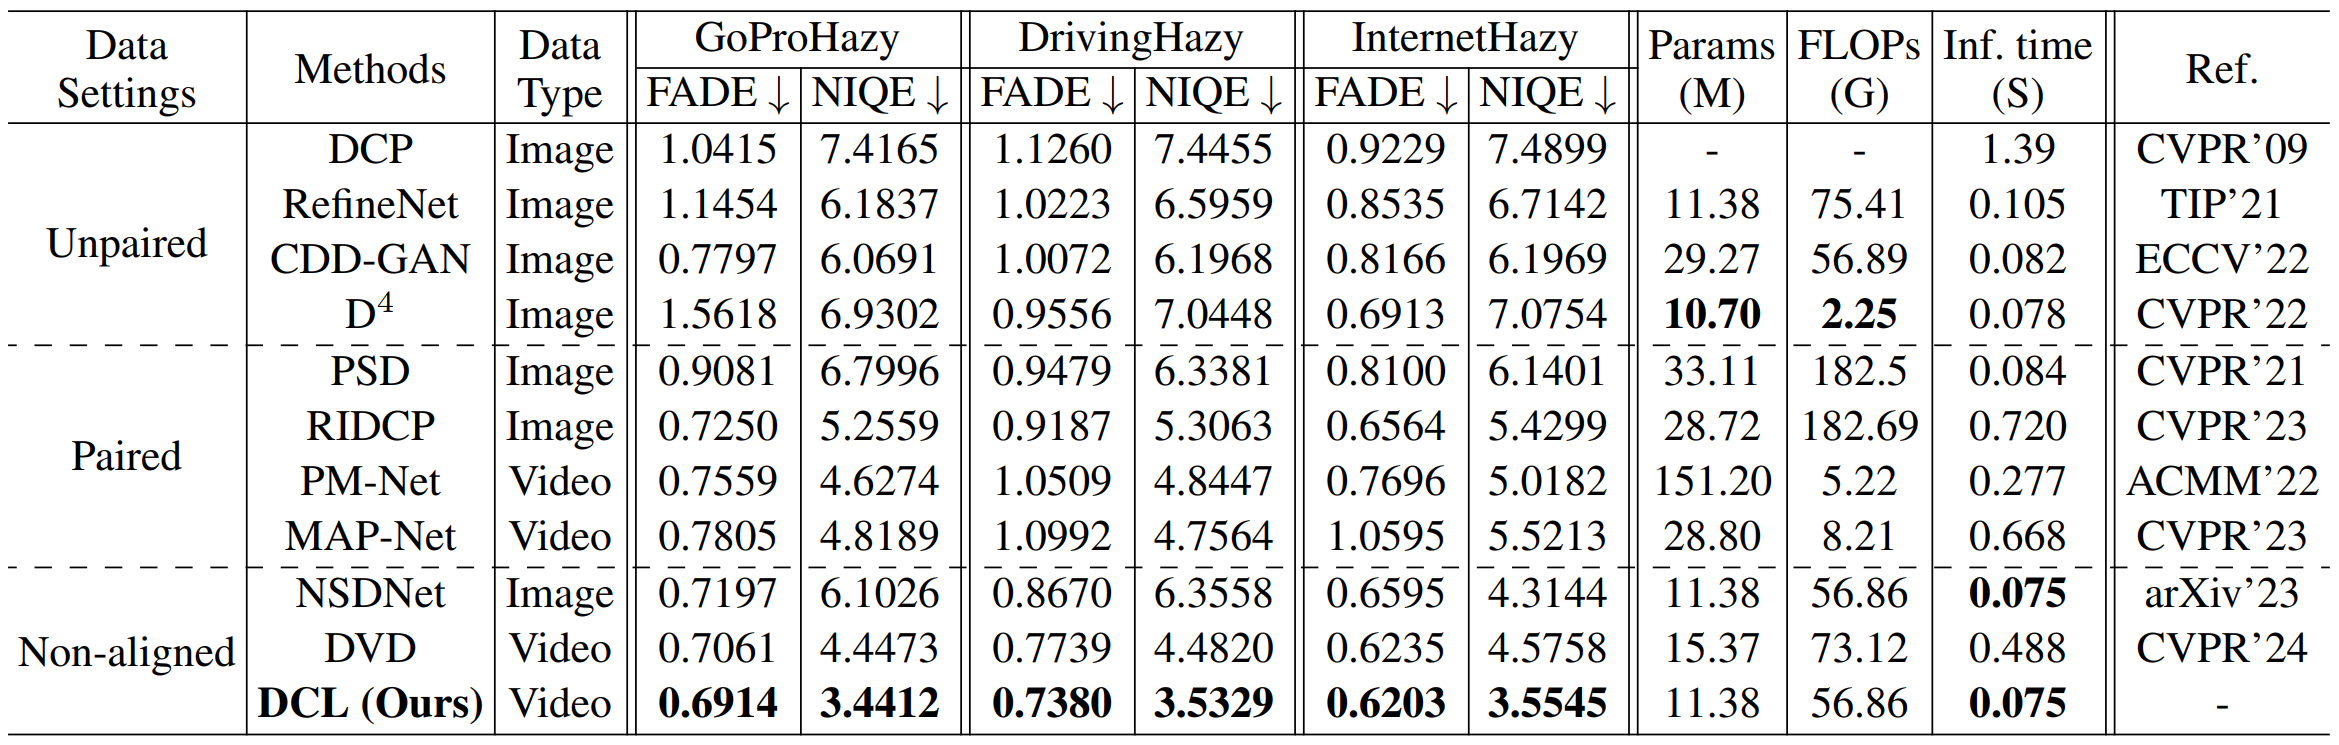 Data Settings Methods Data Type GoProHazy DrivingHazy InternetHazy Params (M) FLOPs (G) Inf. time (S) Ref.
FADE ↓ NIQE ↓ FADE ↓ NIQE ↓ FADE ↓ NIQE ↓
Unpaired
DCP Image 1.0415 7.4165 1.1260 7.4455 0.9229 7.4899 - - 1.39 CVPR’09
RefineNet Image 1.1454 6.1837 1.0223 6.5959 0.8535 6.7142 11.38 75.41 0.105 TIP’21
CDD-GAN Image 0.7797 6.0691 1.0072 6.1968 0.8166 6.1969 29.27 56.89 0.082 ECCV’22
D⁴ Image 1.5618 6.9302 0.9556 7.0448 0.6913 7.0754 10.70 2.25 0.078 CVPR’22
Paired
PSD Image 0.9081 6.7996 0.9479 6.3381 0.8100 6.1401 33.11 182.5 0.084 CVPR’21
RIDCP Image 0.7250 5.2559 0.9187 5.3063 0.6564 5.4299 28.72 182.69 0.720 CVPR’23
PM-Net Video 0.7559 4.6274 1.0509 4.8447 0.7696 5.0182 151.20 5.22 0.277 ACMM’22
MAP-Net Video 0.7805 4.8189 1.0992 4.7564 1.0595 5.5213 28.80 8.21 0.668 CVPR’23
Non-aligned
NSDNet Image 0.7197 6.1026 0.8670 6.3558 0.6595 4.3144 11.38 56.86 0.075 arXiv’23
DVD Video 0.7061 4.4473 0.7739 4.4820 0.6235 4.5758 15.37 73.12 0.488 CVPR’24
DCL (Ours) Video 0.6914 3.4412 0.7380 3.5329 0.6203 3.5545 11.38 56.86 0.075 -